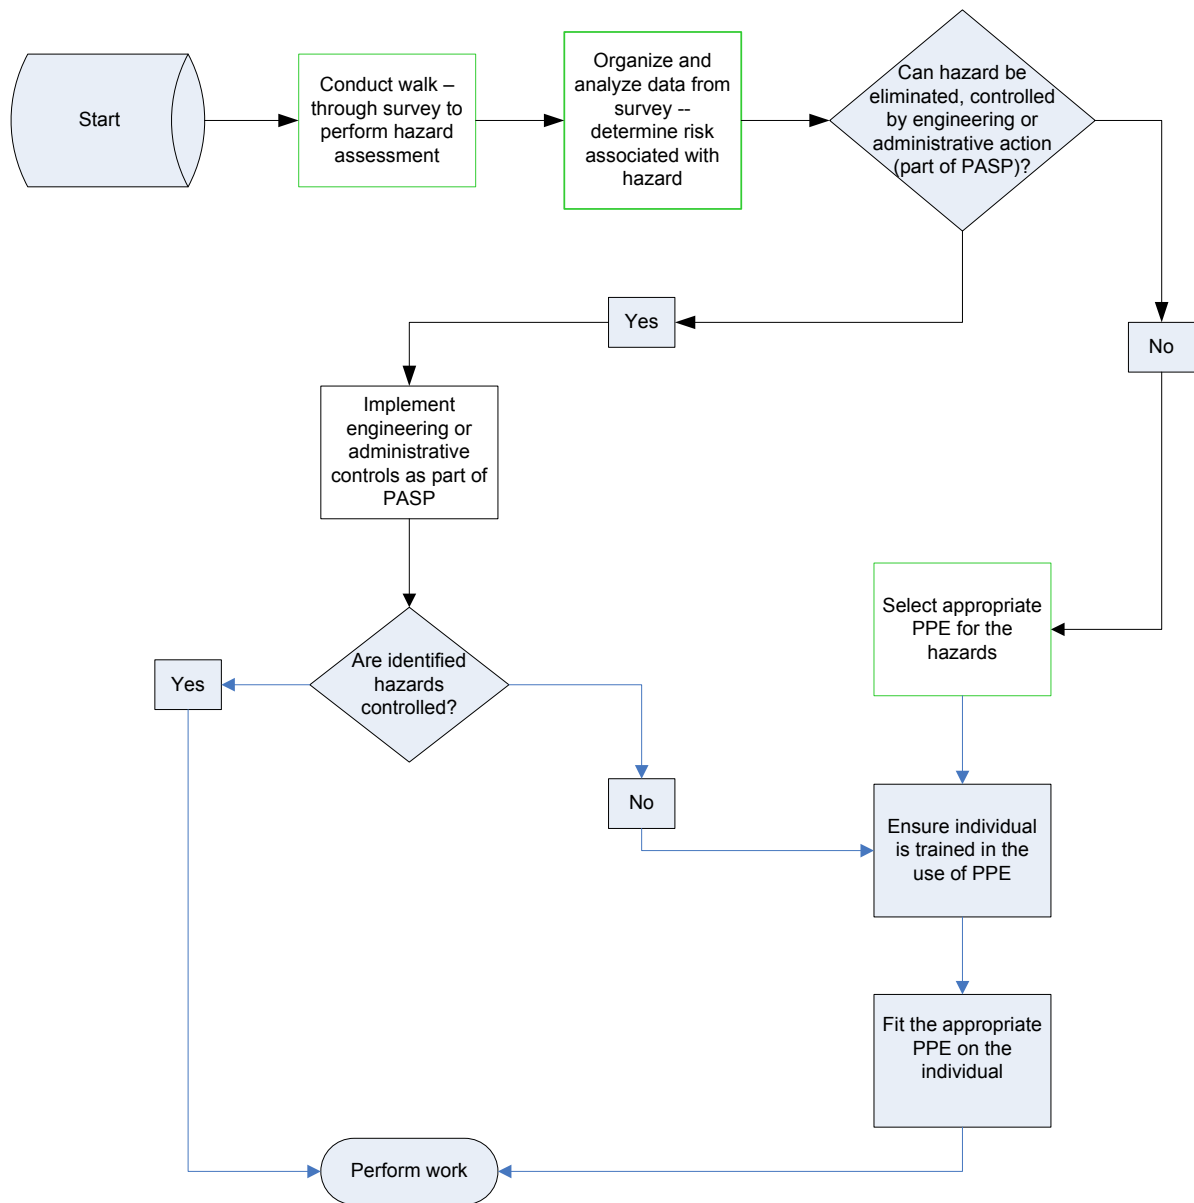 Start
Conduct walk –
through survey to
perform hazard
assessment
Organize and
analyze data from
survey --
determine risk
associated with
hazard
Can hazard be
eliminated, controlled
by engineering or
administrative action
(part of PASP)?
Yes
No
Implement
engineering or
administrative
controls as part of
PASP
Select appropriate
PPE for the
hazards
Are identified
hazards
controlled?
Yes
No
Ensure individual
is trained in the
use of PPE
Fit the appropriate
PPE on the
individual
Perform work